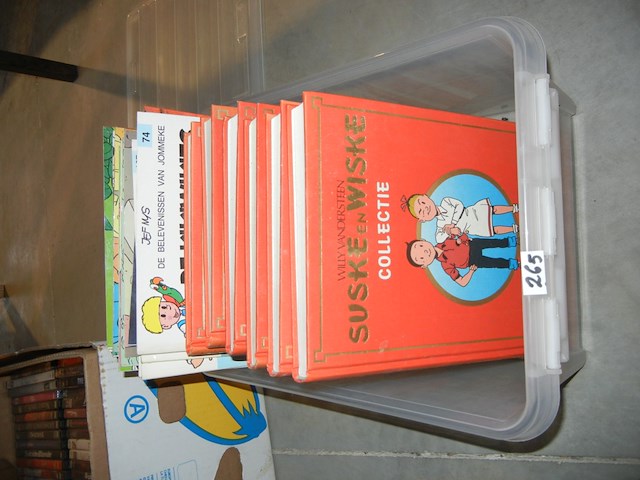 WILLY VANDERSTEEN
SUSKE EN WISKE
COLLECTIE
265
74
JEF NYS
DE BELEVENISSEN VAN JOMMEKE
A